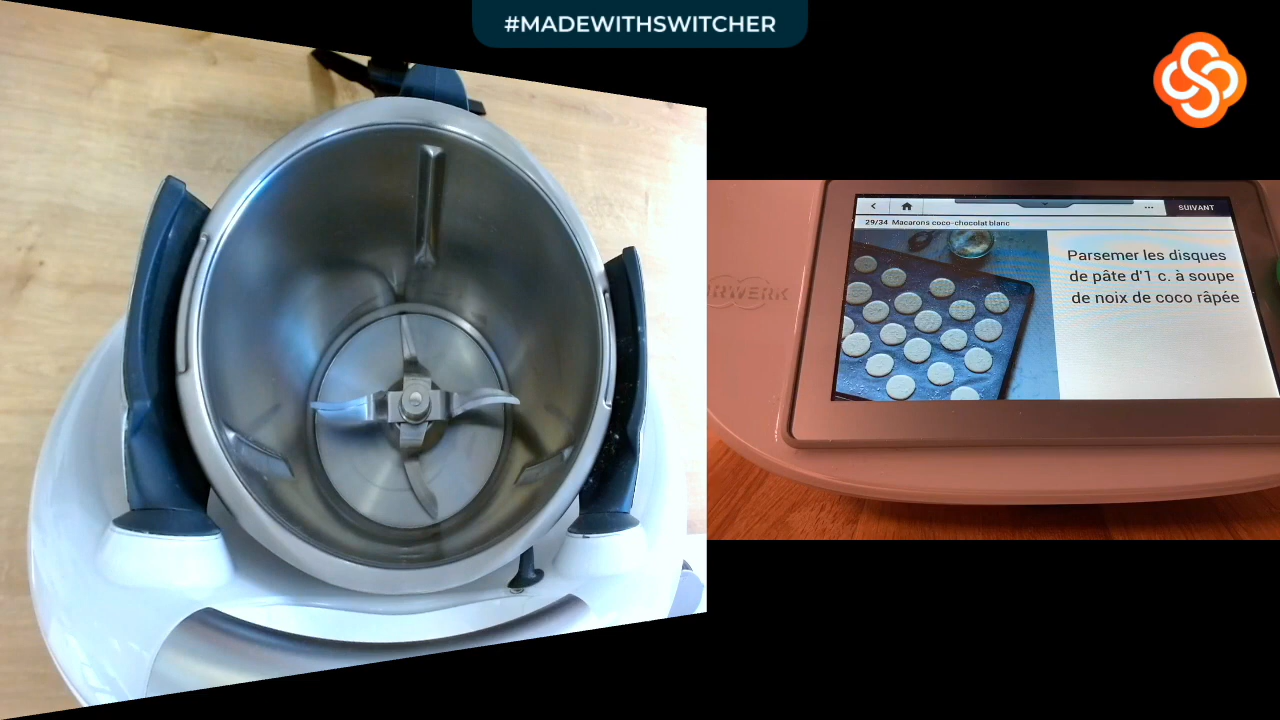 #MADEWITHSWITCHER
SUIVANT
29/34 Macarons coco-chocolat blanc
Parsemer les disques
de pâte d'1 c. à soupe
de noix de coco râpée